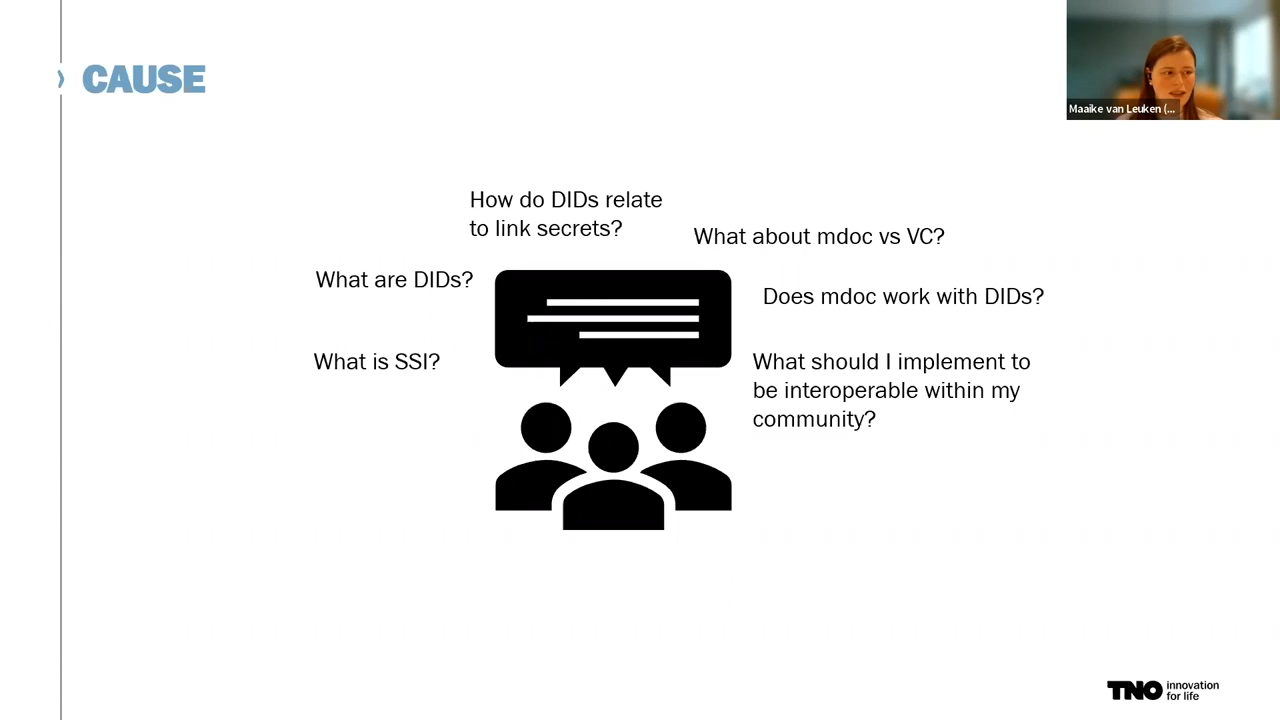 CAUSE
Maaike van Leuken (...
How do DIDs relate
to link secrets?
What about mdoc vs VC?
What are DIDs?
Does mdoc work with DIDs?
What is SSI?
What should I implement to
be interoperable within my
community?
TNO innovation
for life